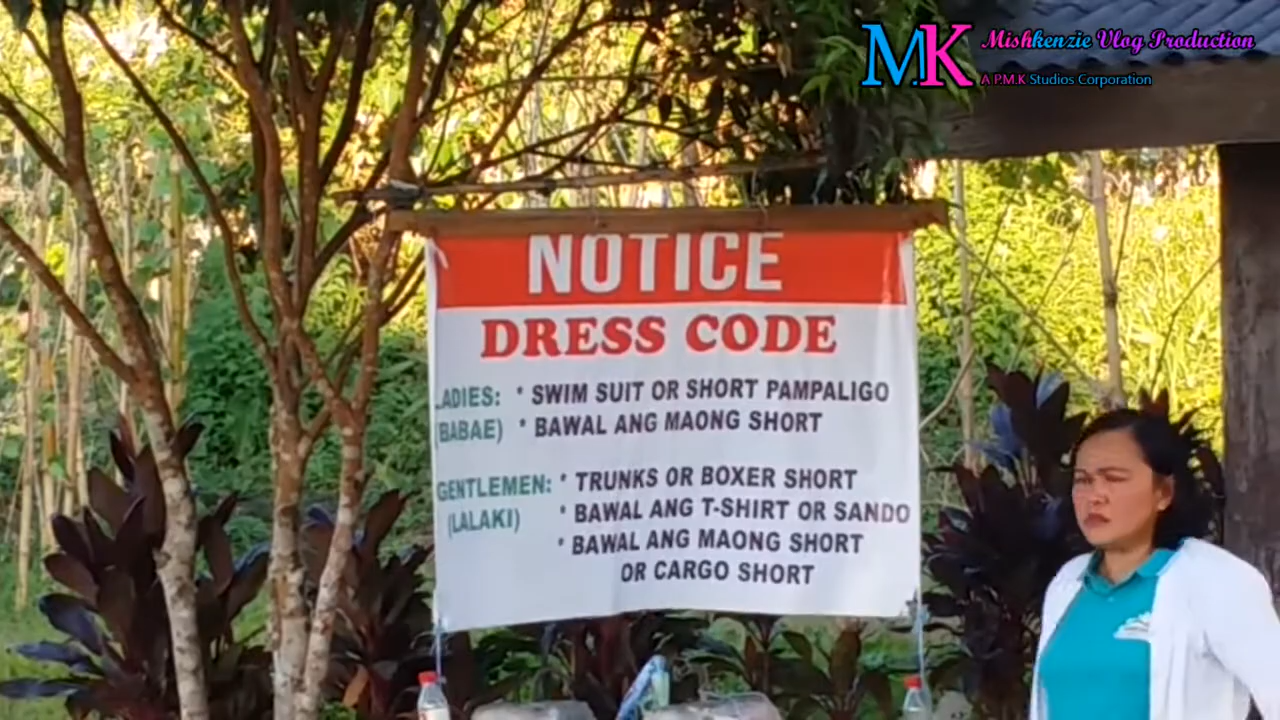 MK Mishkenzie Vlog Production
A P.M.K Studios Corporation
NOTICE
DRESS CODE
LADIES: * SWIM SUIT OR SHORT PAMPALIGO
(BABAE) * BAWAL ANG MAONG SHORT
GENTLEMEN: * TRUNKS OR BOXER SHORT
(LALAKI) * BAWAL ANG T-SHIRT OR SANDO
* BAWAL ANG MAONG SHORT
OR CARGO SHORT